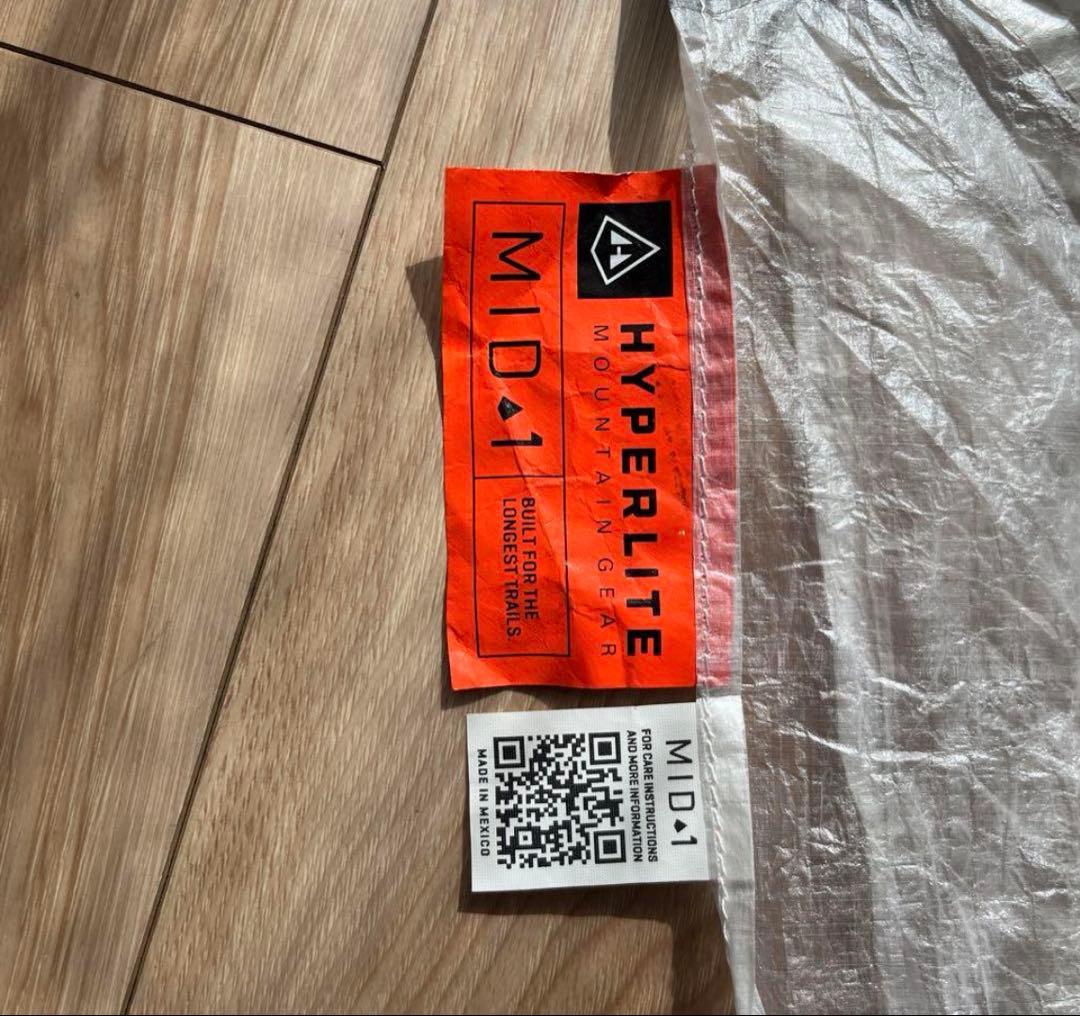 HYPERLITE
MOUNTAIN GEAR
MID 1
BUILT FOR THE
LONGEST TRAILS.
MID 1
FOR CARE INSTRUCTIONS
AND MORE INFORMATION
MADE IN MEXICO